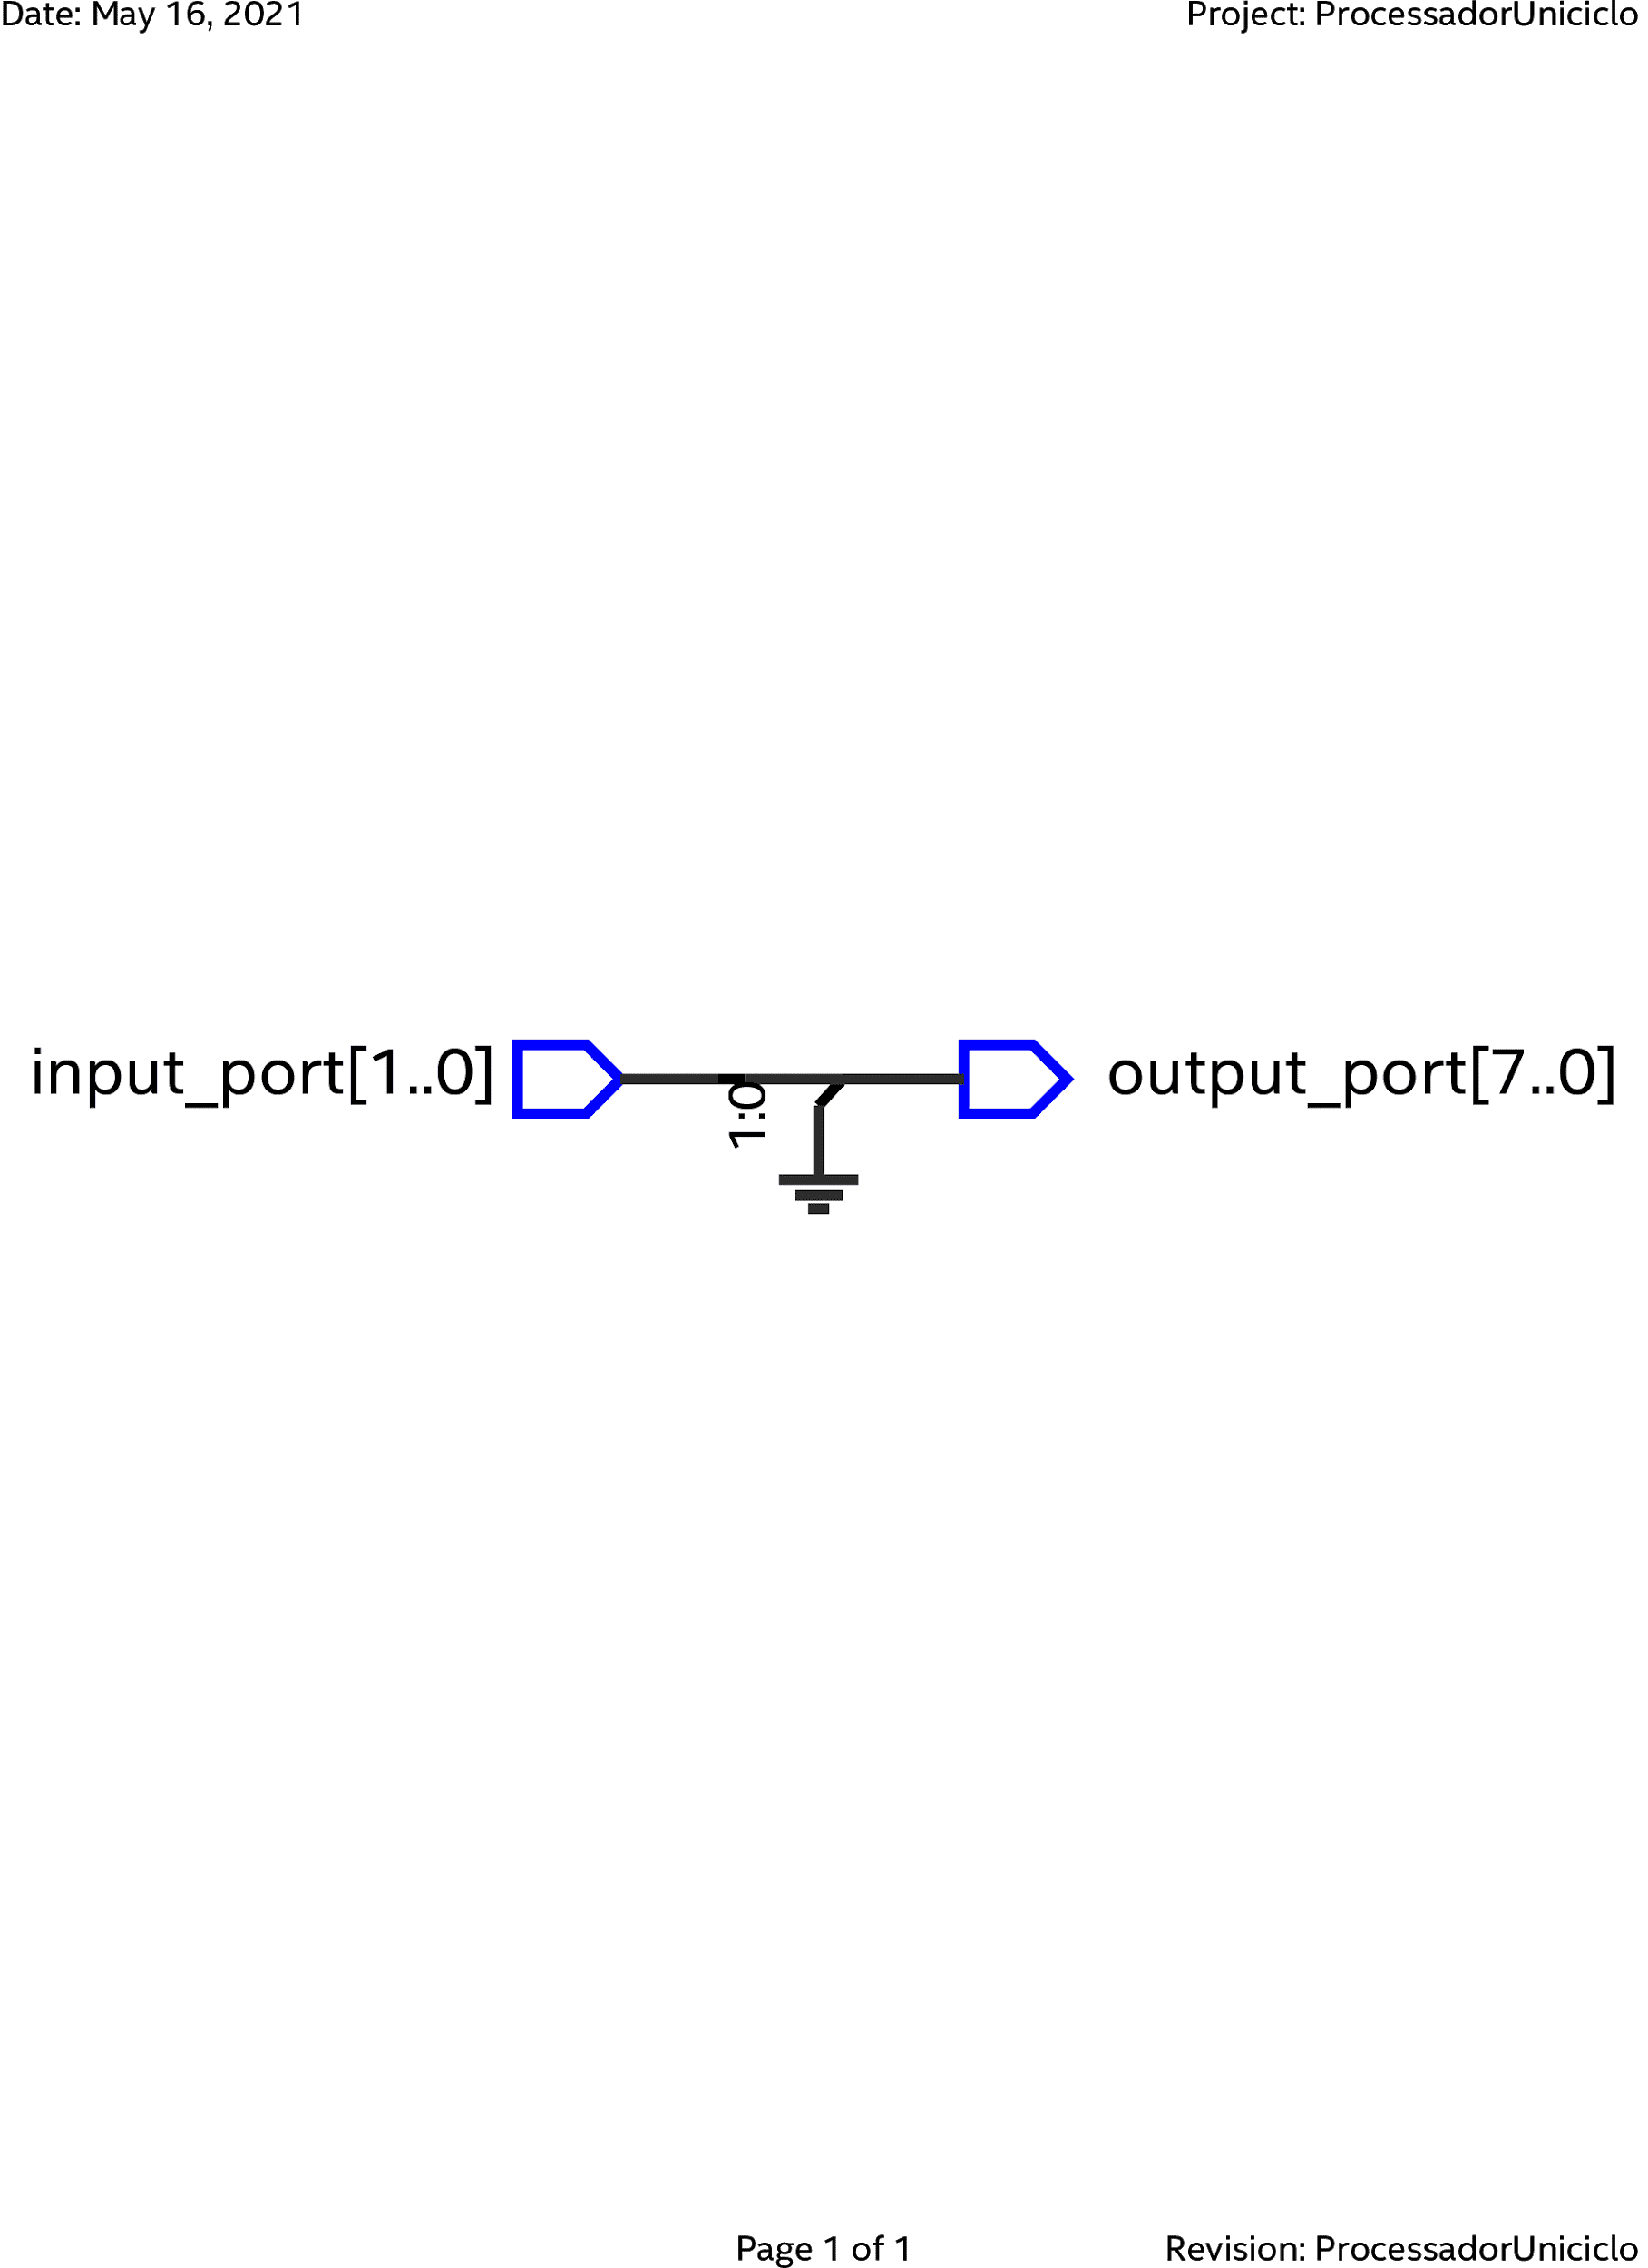 Date: May 16, 2021
Project: ProcessadorUniciclo
input_port[1..0]
1:0
output_port[7..0]
Page 1 of 1
Revision: ProcessadorUniciclo